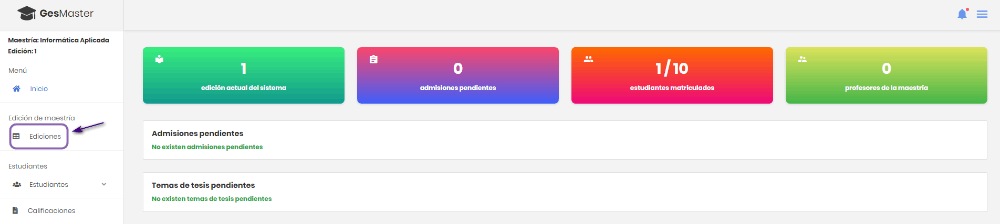 GesMaster
Maestría: Informática Aplicada
Edición: 1
Menú
Inicio
Edición de maestría
Ediciones
Estudiantes
Estudiantes
Calificaciones
1
edición actual del sistema
0
admisiones pendientes
1 / 10
estudiantes matriculados
0
profesores de la maestría
Admisiones pendientes
No existen admisiones pendientes
Temas de tesis pendientes
No existen temas de tesis pendientes